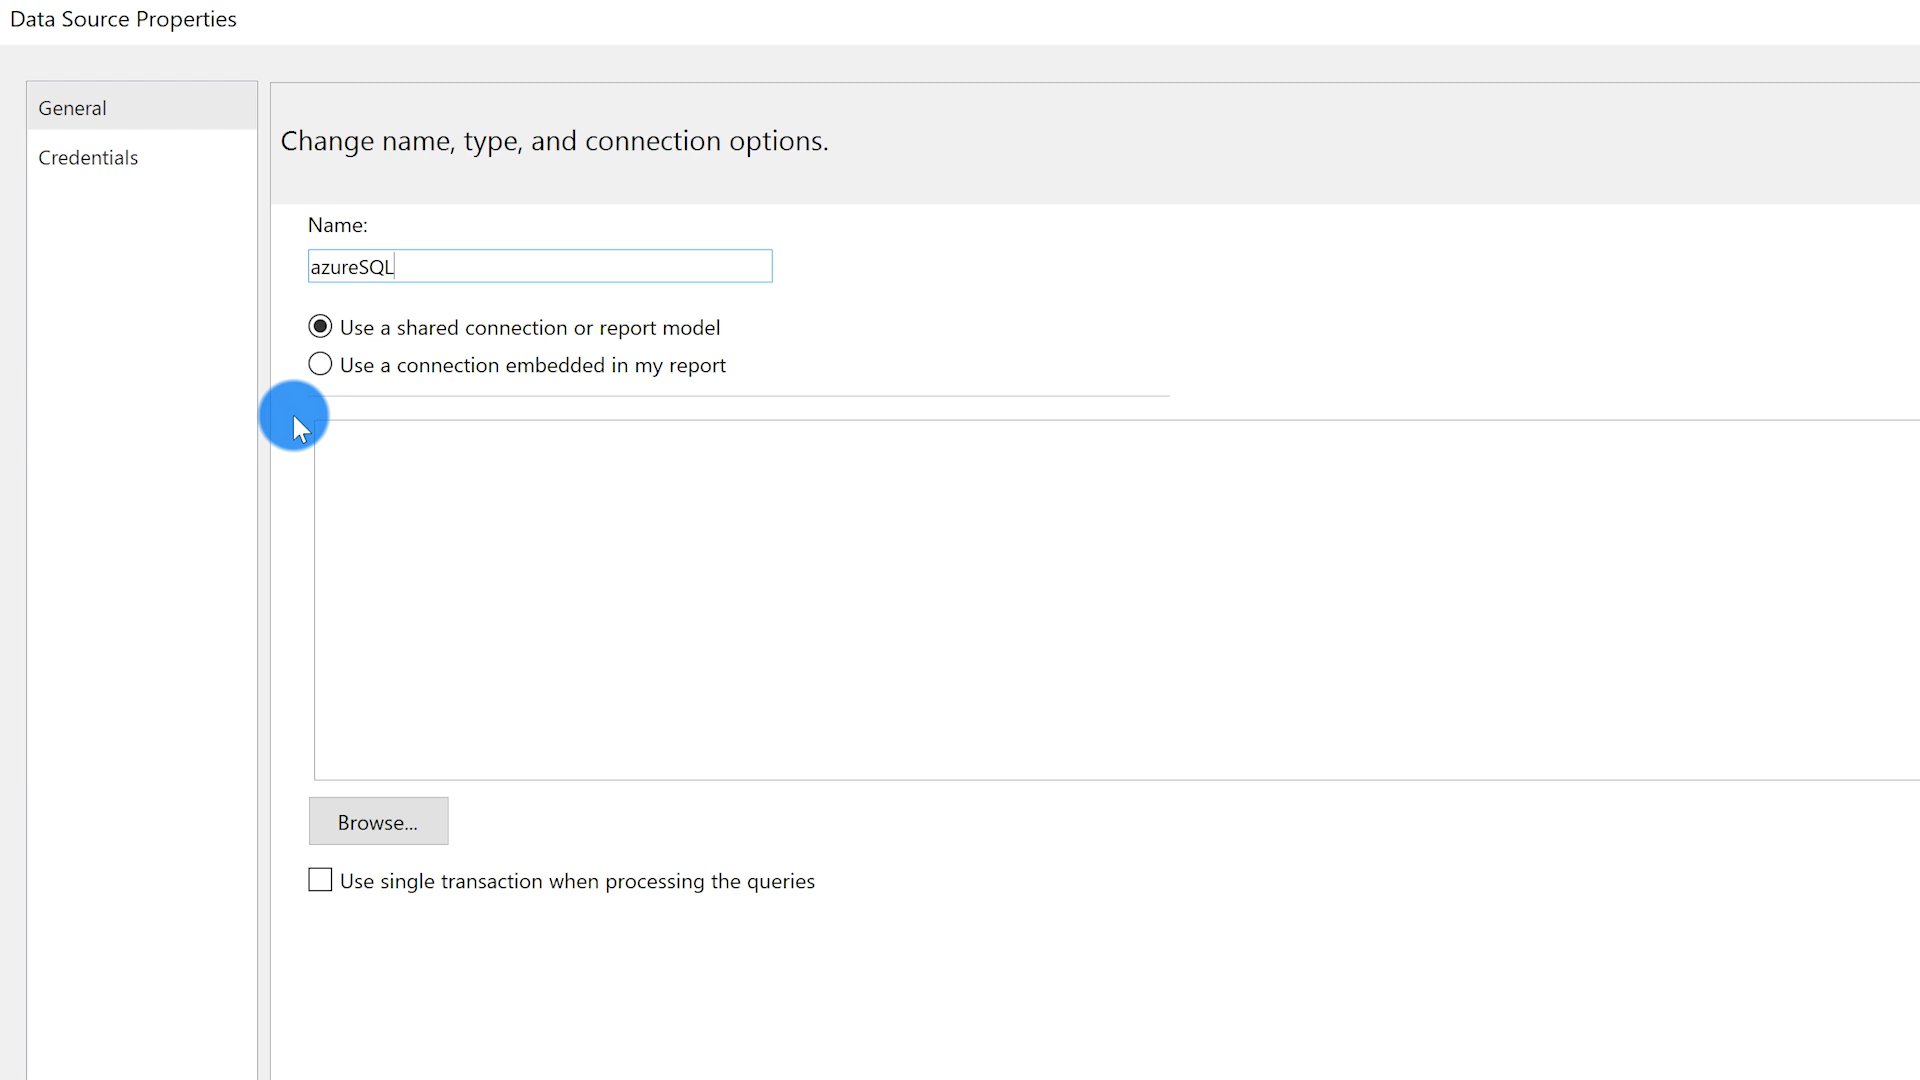 Data Source Properties
General
Credentials
Change name, type, and connection options.
Name:
azureSQL
Use a shared connection or report model
Use a connection embedded in my report
Browse...
Use single transaction when processing the queries